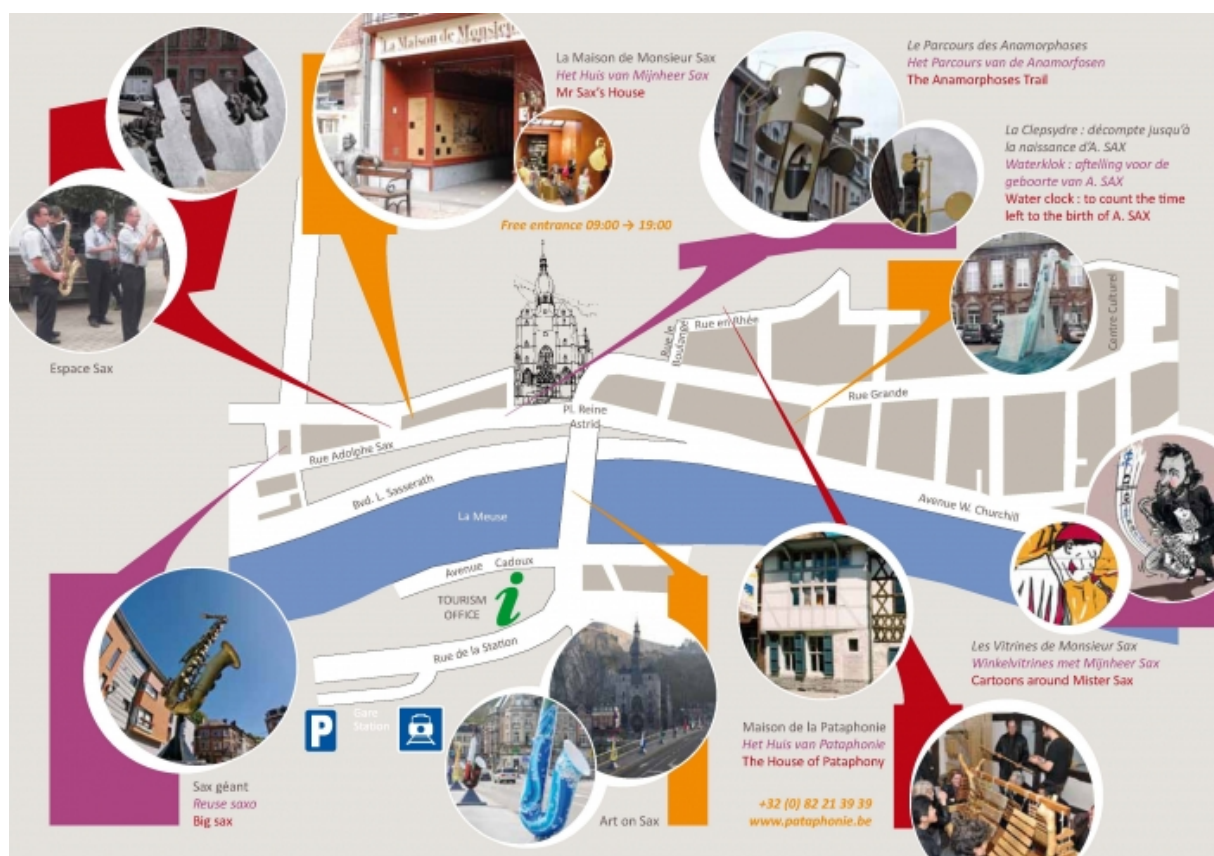 La Maison de Monsieur
La Maison de Monsieur Sax
Het Huis van Mijnheer Sax
Mr Sax's House
Free entrance 09:00 → 19:00
Le Parcours des Anamorphoses
Het Parcours van de Anamorfosen
The Anamorphoses Trail
La Clepsydre : décompte jusqu'à
la naissance d'A. SAX
Waterklok : aftelling voor de
geboorte van A. SAX
Water clock : to count the time
left to the birth of A. SAX
Espace Sax
Centre Culturel
Rue le
Boulange
Rue en Rhée
Rue Grande
Pl. Reine
Astrid
Rue Adolphe Sax
Bvd. L. Sasserath
La Meuse
Avenue W. Churchill
Avenue Cadoux
TOURISM
OFFICE
i
Rue de la Station
P
Gare
Station
Sax géant
Reuse saxo
Big sax
Art on Sax
Maison de la Pataphonie
Het Huis van Pataphonie
The House of Pataphony
+32 (0) 82 21 39 39
www.pataphonie.be
Les Vitrines de Monsieur Sax
Winkelvitrines met Mijnheer Sax
Cartoons around Mister Sax